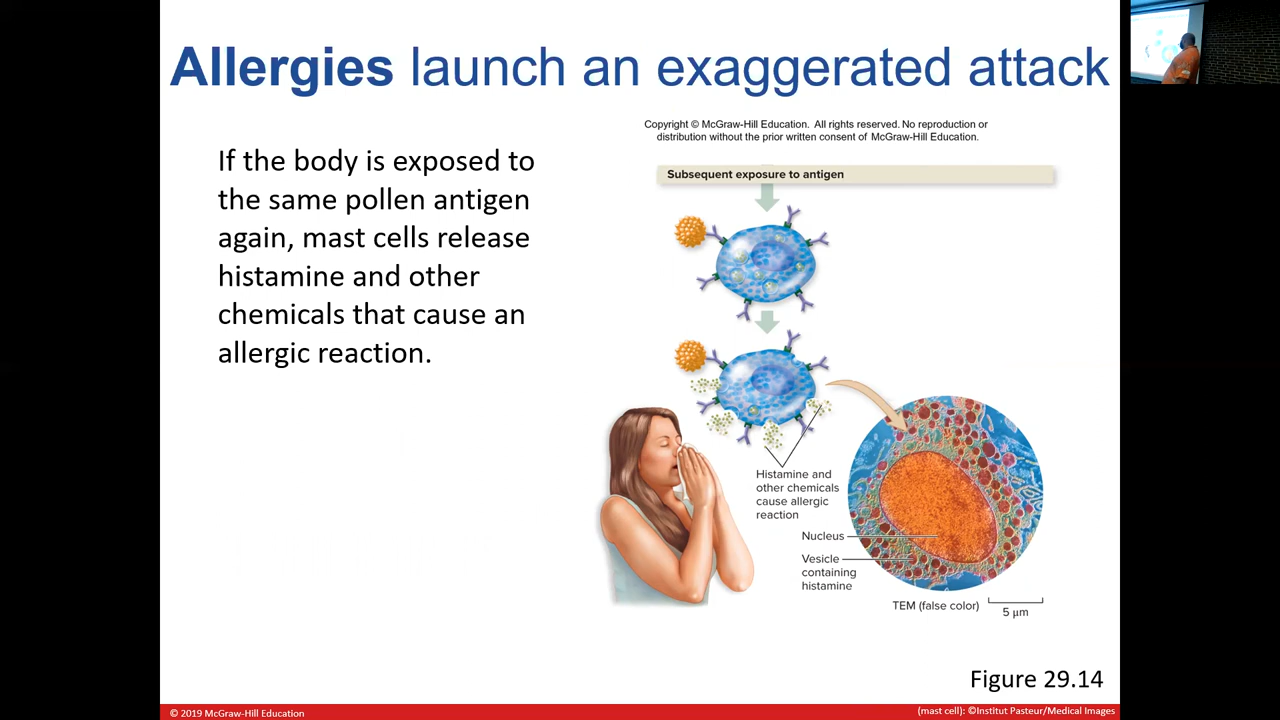 Allergies launch an exaggerated attack
If the body is exposed to
the same pollen antigen
again, mast cells release
histamine and other
chemicals that cause an
allergic reaction.
Copyright © McGraw-Hill Education. All rights reserved. No reproduction or
distribution without the prior written consent of McGraw-Hill Education.
Subsequent exposure to antigen
Histamine and
other chemicals
cause allergic
reaction
Nucleus
Vesicle
containing
histamine
TEM (false color)
5 μm
Figure 29.14
© 2019 McGraw-Hill Education
(mast cell): ©Institut Pasteur/Medical Images